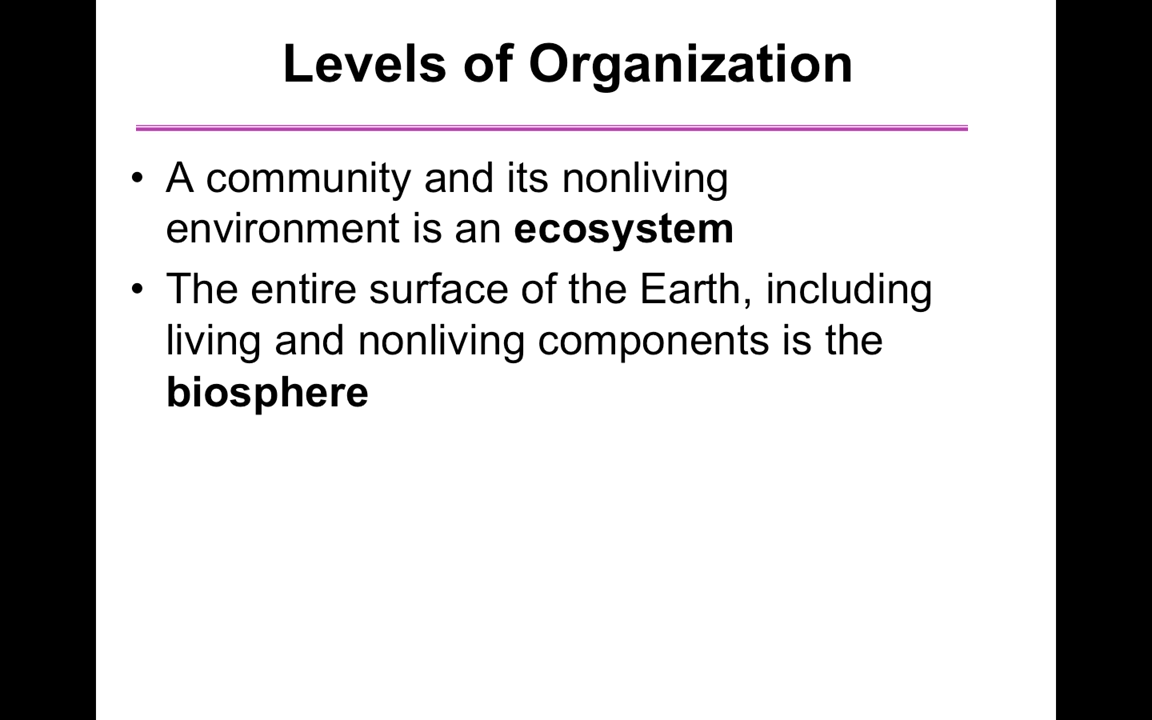 Levels of Organization
• A community and its nonliving
environment is an ecosystem
• The entire surface of the Earth, including
living and nonliving components is the
biosphere